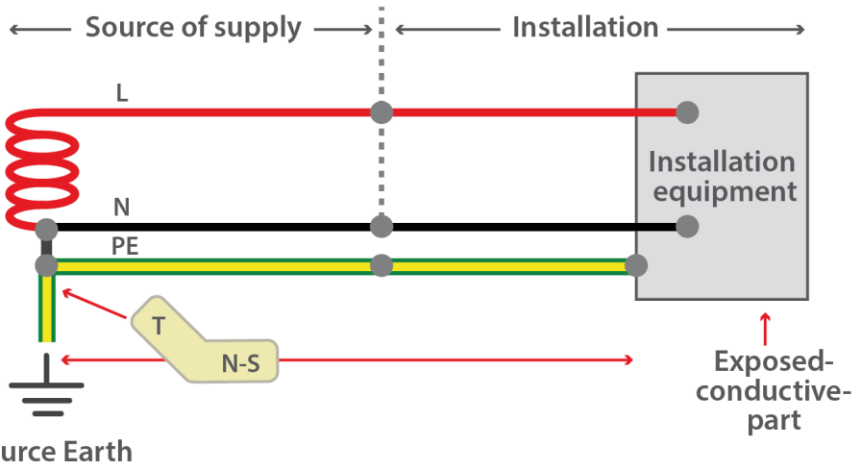 Source of supply
Installation
L
Installation
equipment
N
PE
T
N-S
Exposed-
conductive-
part
urce Earth